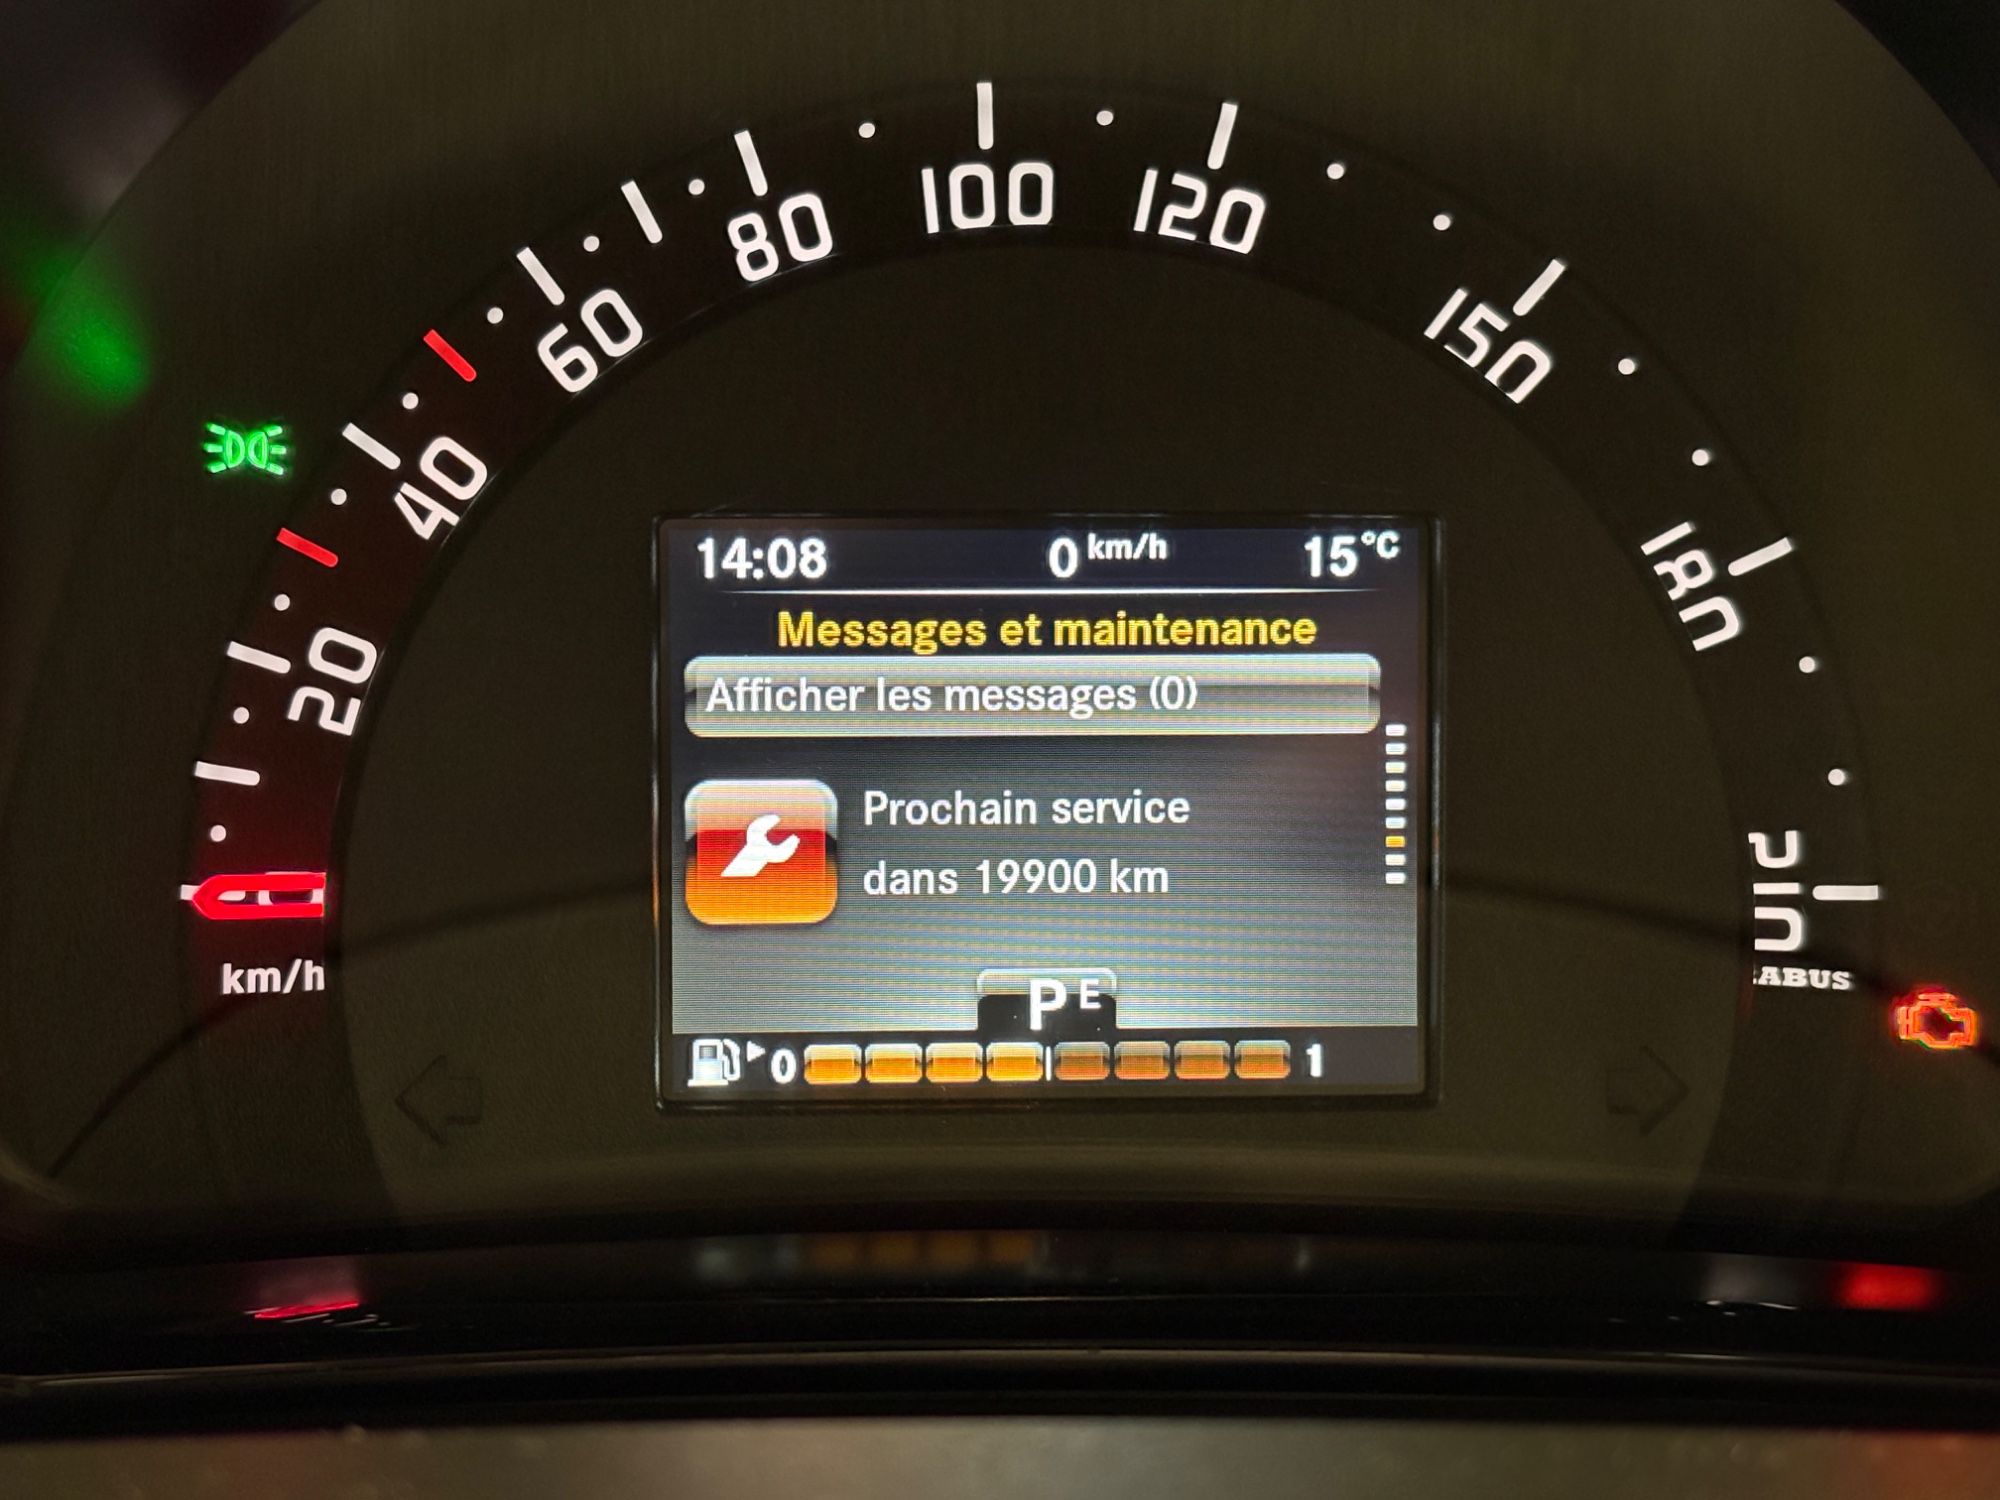 20
40
60
80
100
120
150
180
210
km/h
14:08 0 km/h 15°C
Messages et maintenance
Afficher les messages (0)
Prochain service
dans 19900 km
P E
0 1